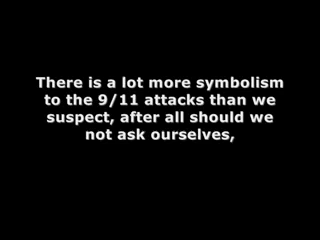 There is a lot more symbolism
to the 9/11 attacks than we
suspect, after all should we
not ask ourselves,